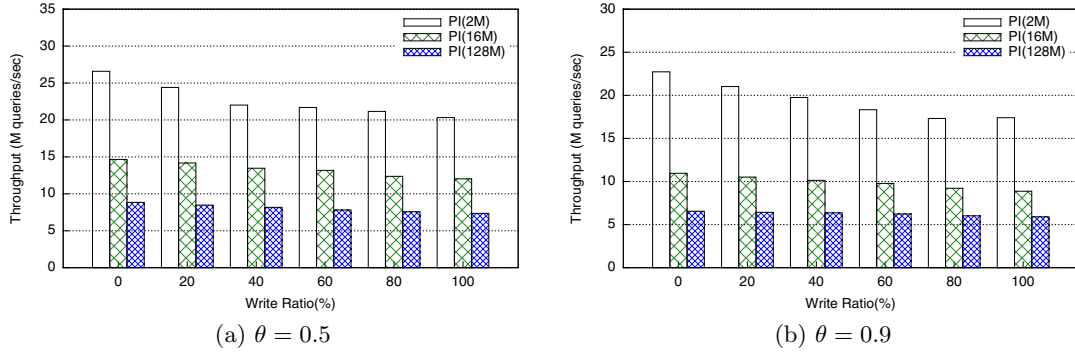 35
30
25
20
15
10
5
0
Throughput (M queries/sec)
PI(2M)
PI(16M)
PI(128M)
0 20 40 60 80 100
Write Ratio(%)
(a) θ = 0.5
30
25
20
15
10
5
0
Throughput (M queries/sec)
PI(2M)
PI(16M)
PI(128M)
0 20 40 60 80 100
Write Ratio(%)
(b) θ = 0.9